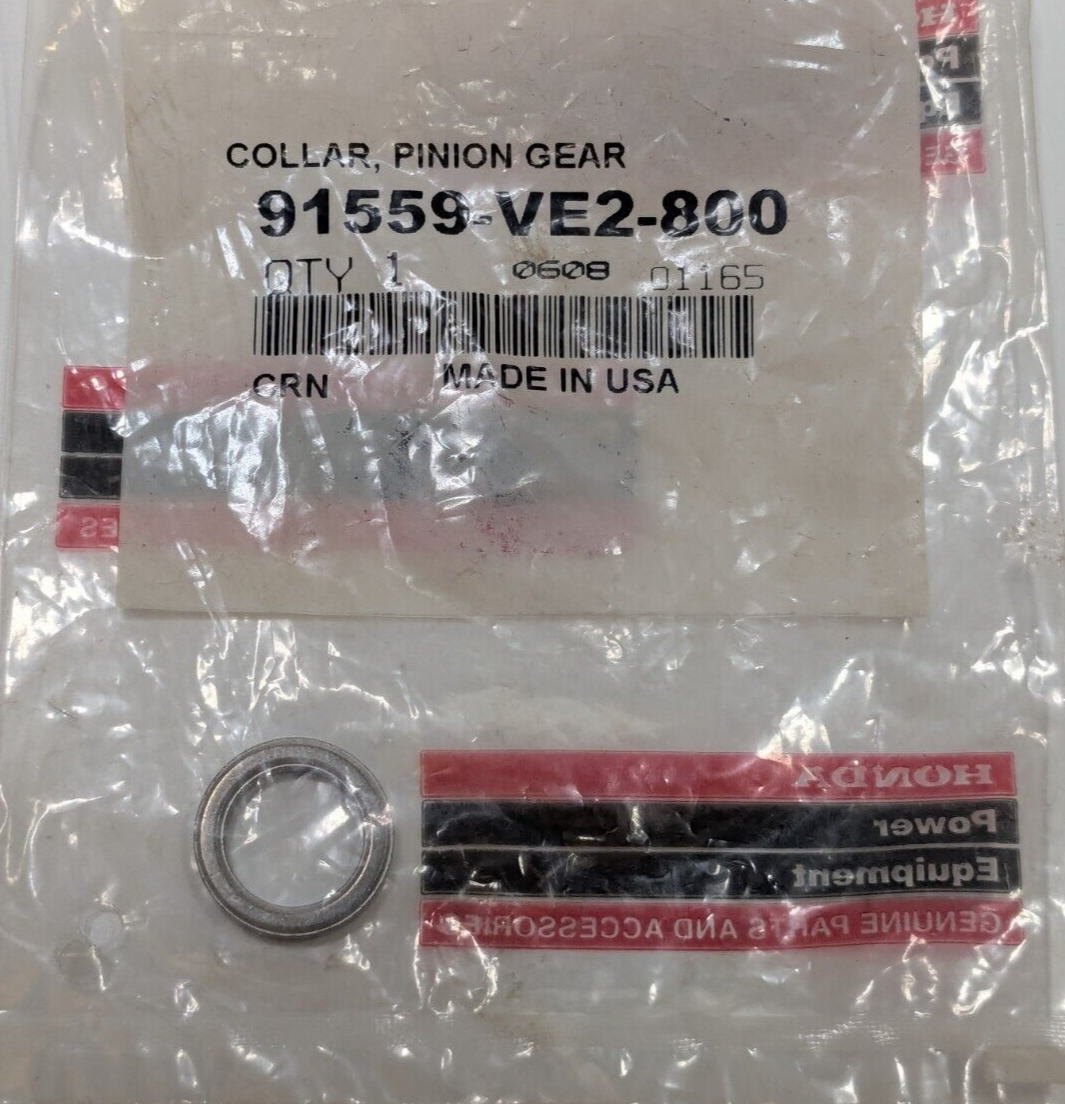 COLLAR, PINION GEAR
91559-VE2-800
QTY 1 0608 01165
CRN MADE IN USA
ES
HONDA
Power
Equipment
GENUINE PARTS AND ACCESSORIES